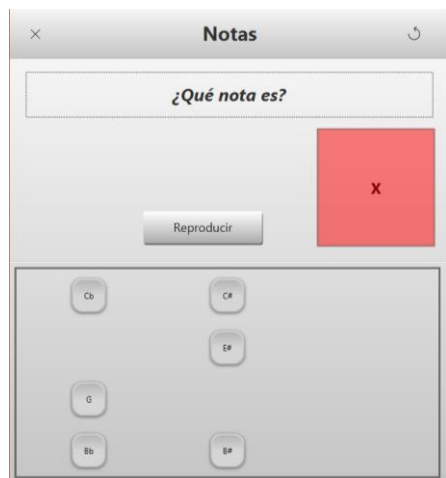 × Notas
¿Qué nota es?
X
Reproducir
Cb C#
E#
G
Bb B#